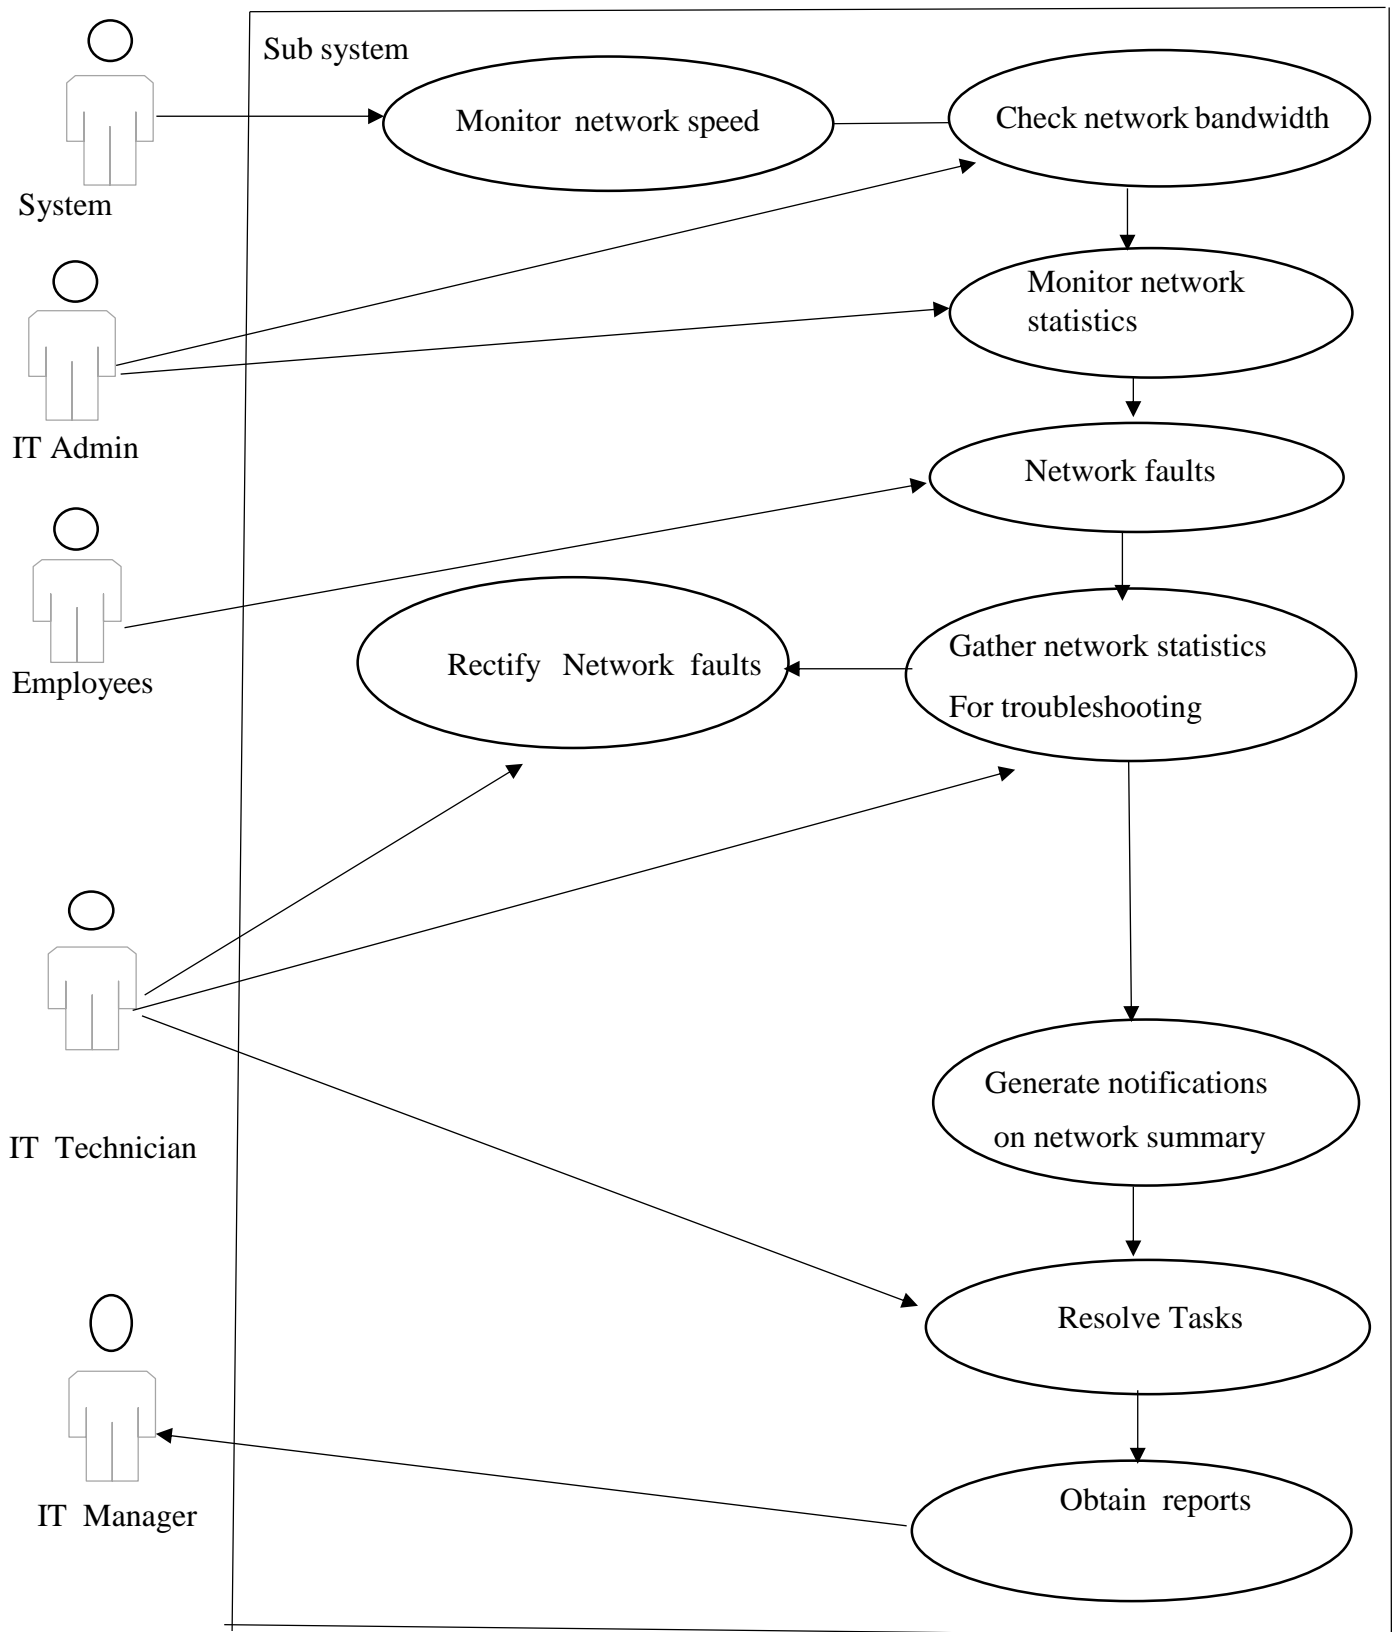 Sub system
Monitor network speed
Check network bandwidth
System
Monitor network
statistics
IT Admin
Network faults
Gather network statistics
For troubleshooting
Rectify Network faults
Employees
Generate notifications
on network summary
IT Technician
Resolve Tasks
Obtain reports
IT Manager